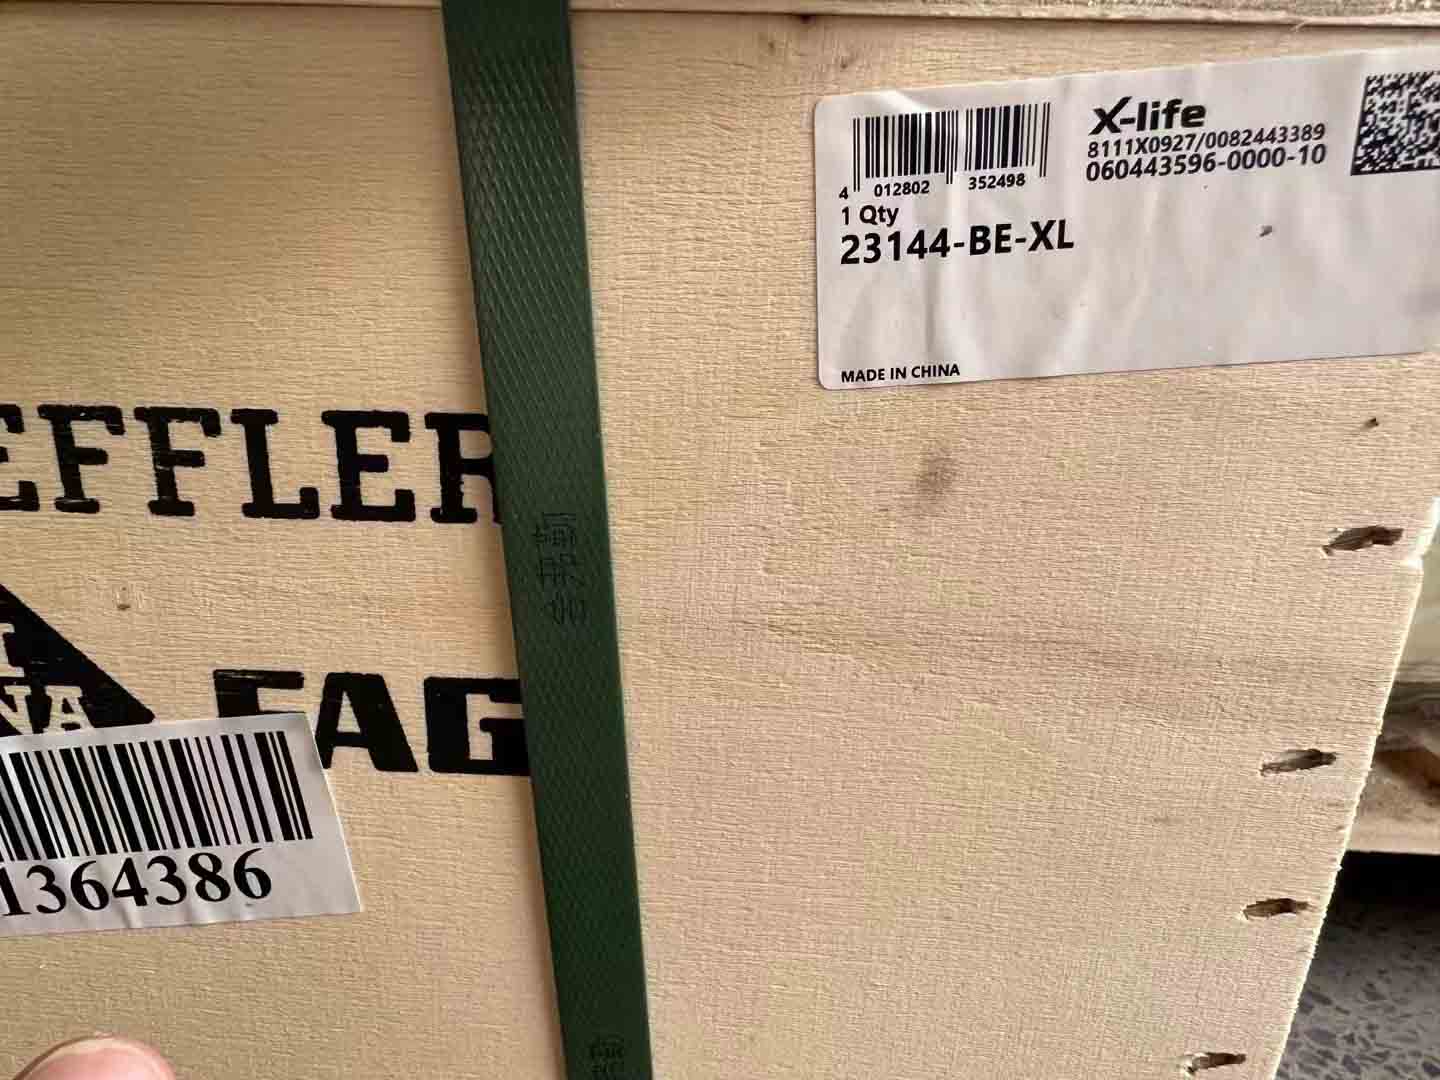 X-life
8111X0927/0082443389
060443596-0000-10
4 012802 352498
1 Qty
23144-BE-XL
MADE IN CHINA
EFFLER
NA
FAG
1364386